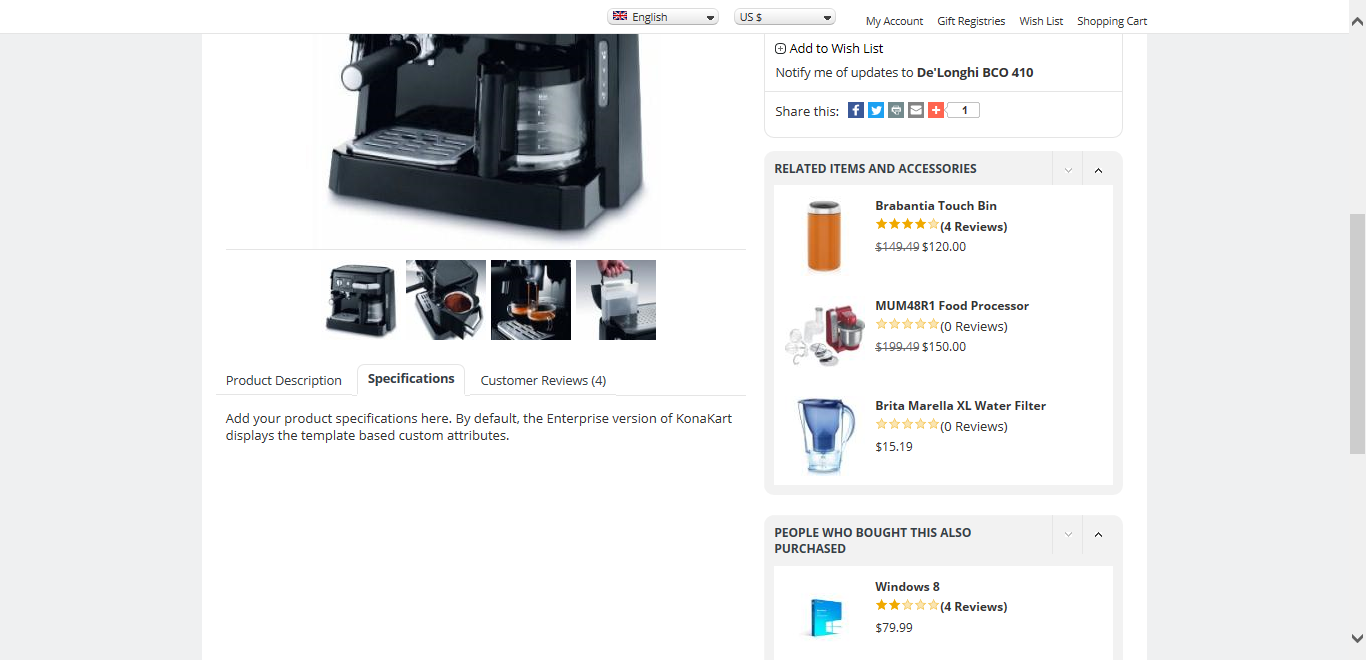 English
US $
My Account
Gift Registries
Wish List
Shopping Cart
Add to Wish List
Notify me of updates to De'Longhi BCO 410
Share this:
1
Product Description
Specifications
Customer Reviews (4)
Add your product specifications here. By default, the Enterprise version of KonaKart
displays the template based custom attributes.
RELATED ITEMS AND ACCESSORIES
Brabantia Touch Bin
(4 Reviews)
$149.49 $120.00
MUM48R1 Food Processor
(0 Reviews)
$199.49 $150.00
Brita Marella XL Water Filter
(0 Reviews)
$15.19
PEOPLE WHO BOUGHT THIS ALSO
PURCHASED
Windows 8
(4 Reviews)
$79.99